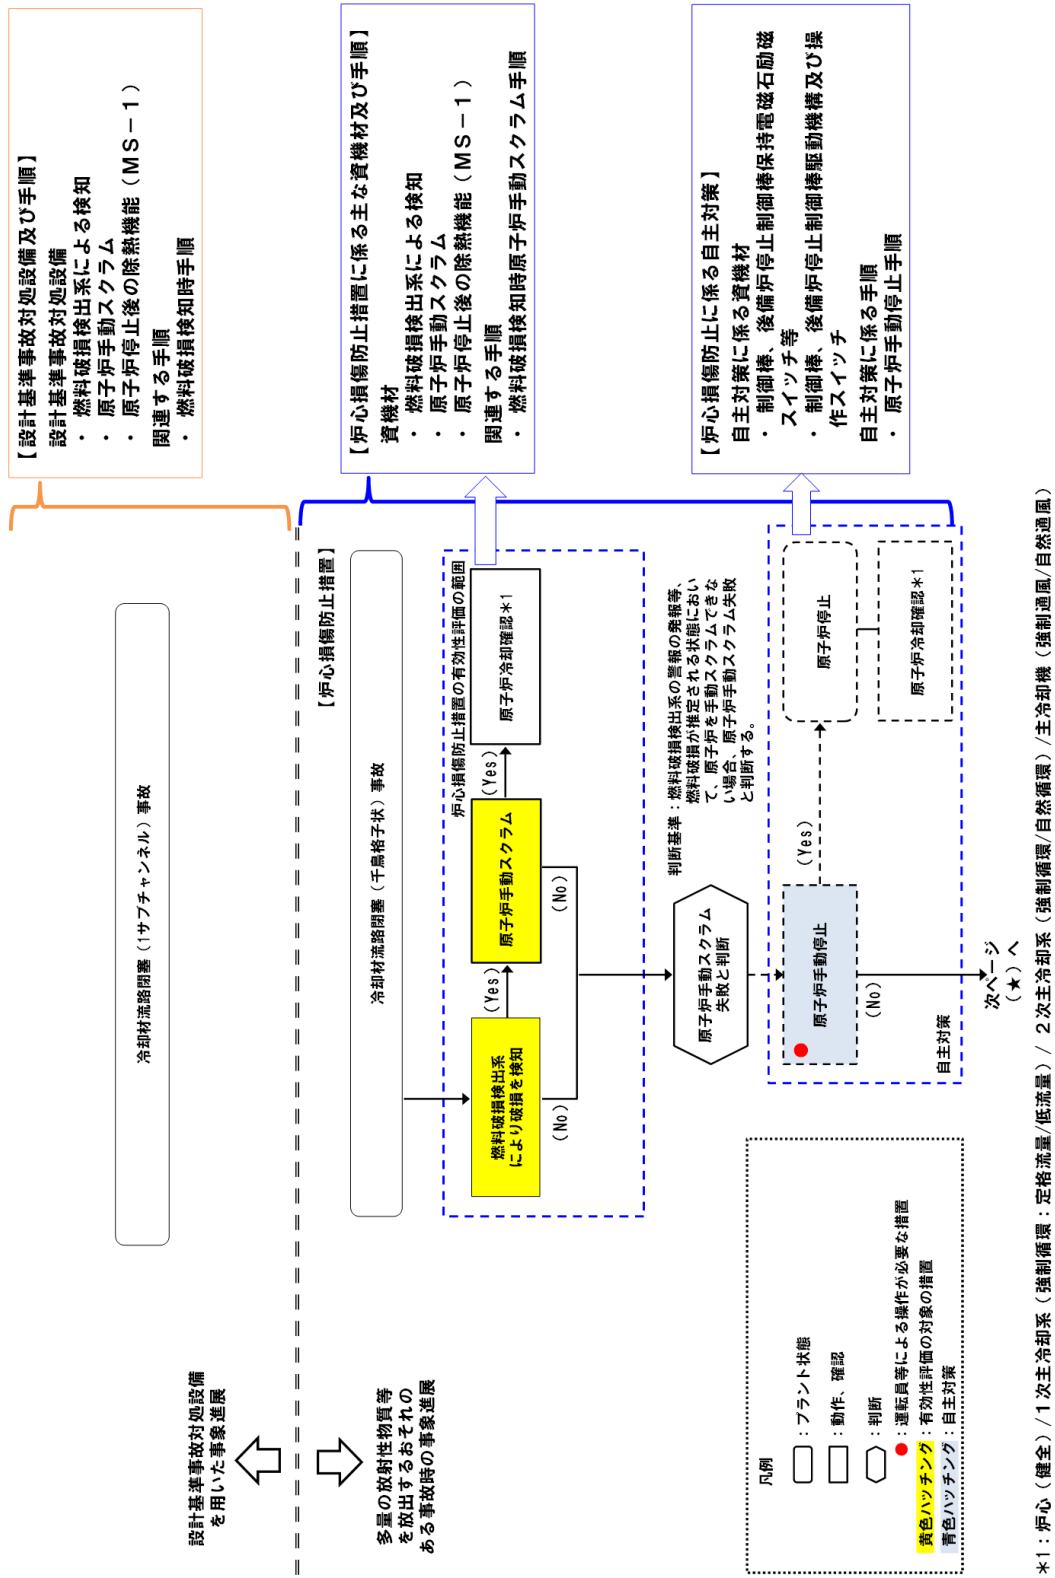 設計基準事故対処設備
を用いた事象進展
多量の放射性物質等
を放出するおそれの
ある事故時の事象進展
冷却材流路閉塞（1サブチャンネル）事故
【設計基準事故対処設備及び手順】
設計基準事故対処設備
・ 燃料破損検出系による検知
・ 原子炉手動スクラム
・ 原子炉停止後の除熱機能（ＭＳ－１）
関連する手順
・ 燃料破損検知時手順
【炉心損傷防止措置】
冷却材流路閉塞（千鳥格子状）事故
炉心損傷防止措置の有効性評価の範囲
燃料破損検出系
により破損を検知
(Yes)
(No)
原子炉手動スクラム
(Yes)
(No)
原子炉冷却確認＊1
【炉心損傷防止措置に係る主な資機材及び手順】
資機材
・ 燃料破損検出系による検知
・ 原子炉手動スクラム
・ 原子炉停止後の除熱機能（ＭＳ－１）
関連する手順
・ 燃料破損検知時原子炉手動スクラム手順
原子炉手動スクラム
失敗と判断
判断基準：燃料破損検出系の警報の発報等、
燃料破損が推定される状態におい
て、原子炉を手動スクラムできな
い場合、原子炉手動スクラム失敗
と判断する。
原子炉手動停止
(Yes)
(No)
原子炉停止
原子炉冷却確認＊1
自主対策
【炉心損傷防止に係る自主対策】
自主対策に係る資機材
・ 制御棒、後備炉停止制御棒保持電磁石励磁
スイッチ等
・ 制御棒、後備炉停止制御棒駆動機構及び操
作スイッチ
自主対策に係る手順
・ 原子炉手動停止手順
次ページ
（★）へ
凡例
：プラント状態
：動作、確認
：判断
：運転員等による操作が必要な措置
黄色ハッチング：有効性評価の対象の措置
青色ハッチング：自主対策
＊1：炉心（健全）/１次主冷却系（強制循環：定格流量/低流量）/ ２次主冷却系（強制循環/自然循環）/主冷却機（強制通風/自然通風）